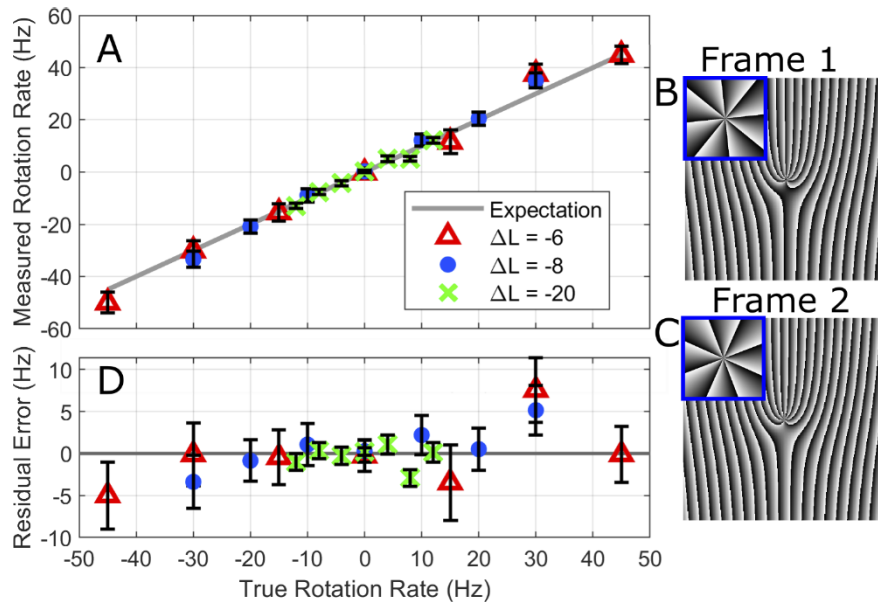 A
Measured Rotation Rate (Hz)
60
40
20
0
-20
-40
-60
Expectation
ΔL = -6
ΔL = -8
ΔL = -20
Frame 1
B
Frame 2
C
D
Residual Error (Hz)
10
5
0
-5
-10
-50 -40 -30 -20 -10 0 10 20 30 40 50
True Rotation Rate (Hz)